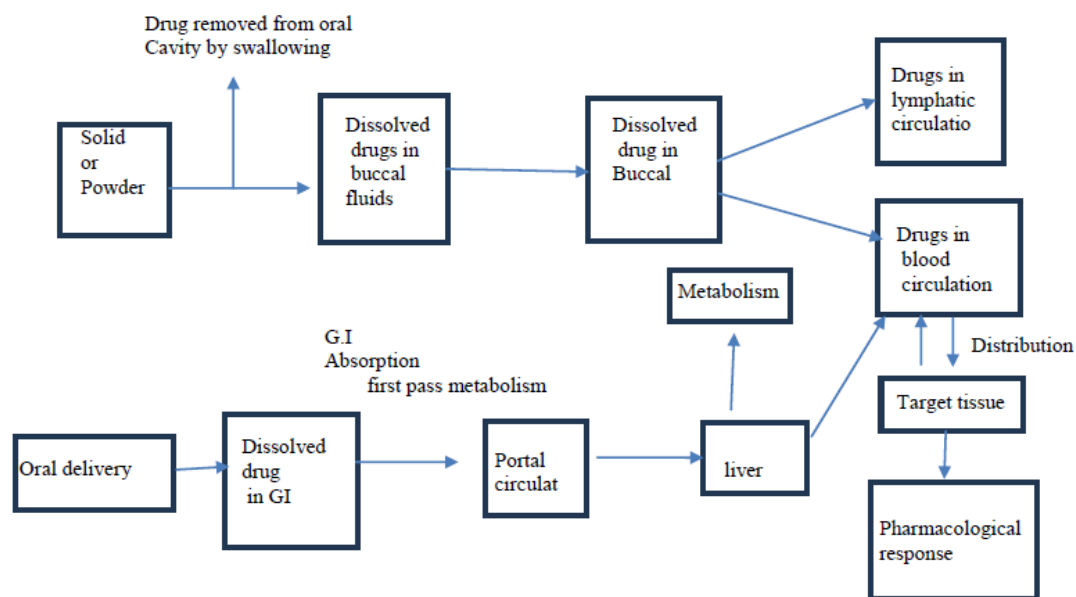 Drug removed from oral
Cavity by swallowing
Solid
or
Powder
Dissolved
drugs in
buccal
fluids
Dissolved
drug in
Buccal
Drugs in
lymphatic
circulatio
Drugs in
blood
circulation
Metabolism
Distribution
G.I
Absorption
first pass metabolism
Target tissue
Oral delivery
Dissolved
drug
in GI
Portal
circulat
liver
Pharmacological
response